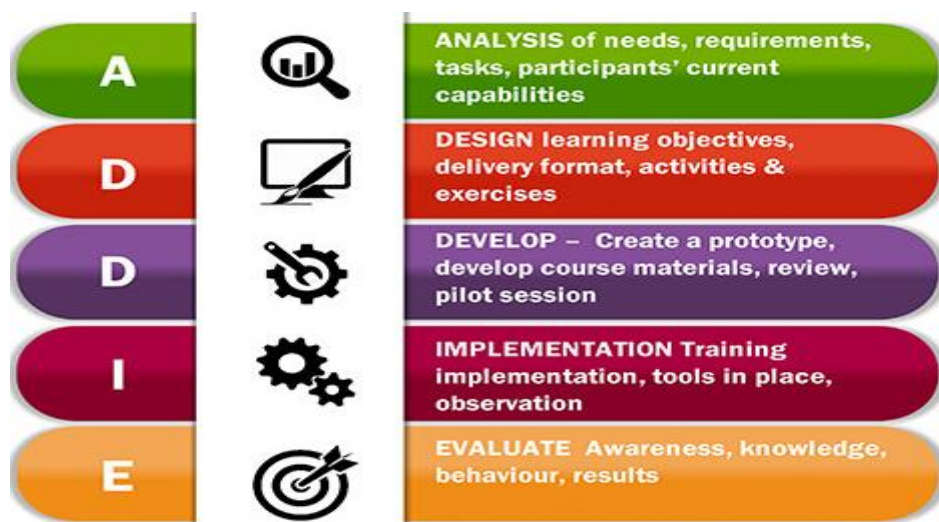 A
ANALYSIS of needs, requirements,
tasks, participants’ current
capabilities
D
DESIGN learning objectives,
delivery format, activities &
exercises
D
DEVELOP – Create a prototype,
develop course materials, review,
pilot session
I
IMPLEMENTATION Training
implementation, tools in place,
observation
E
EVALUATE Awareness, knowledge,
behaviour, results